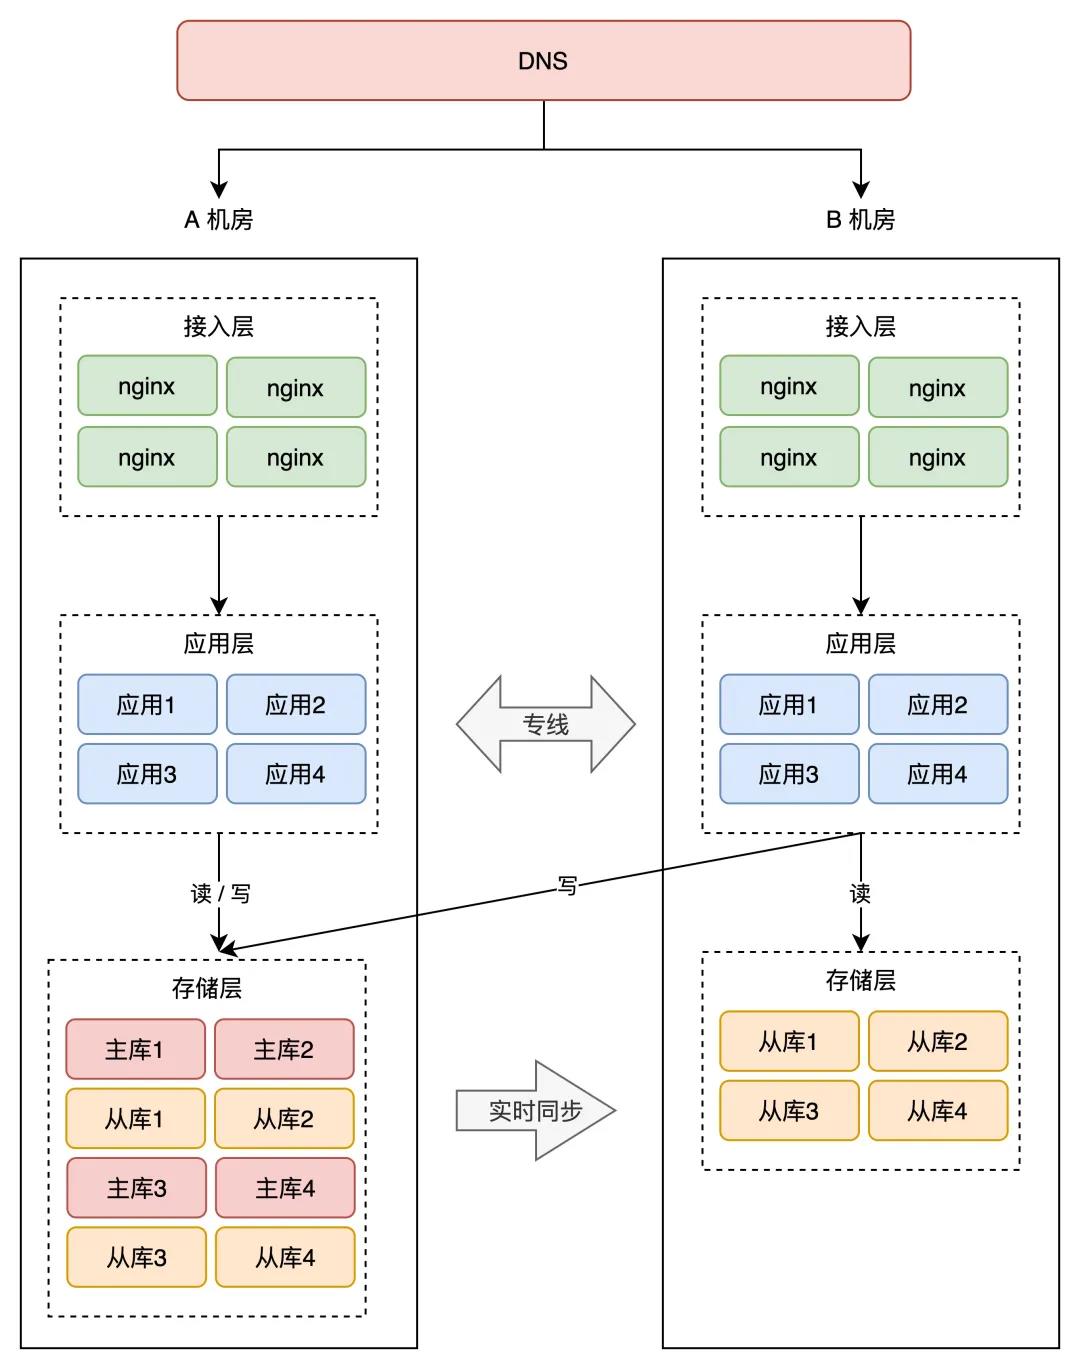 DNS
A 机房
B 机房
接入层
nginx
nginx
nginx
nginx
接入层
nginx
nginx
nginx
nginx
应用层
应用1
应用2
应用3
应用4
专线
应用层
应用1
应用2
应用3
应用4
读 / 写
写
读
存储层
主库1
主库2
从库1
从库2
主库3
主库4
从库3
从库4
实时同步
存储层
从库1
从库2
从库3
从库4